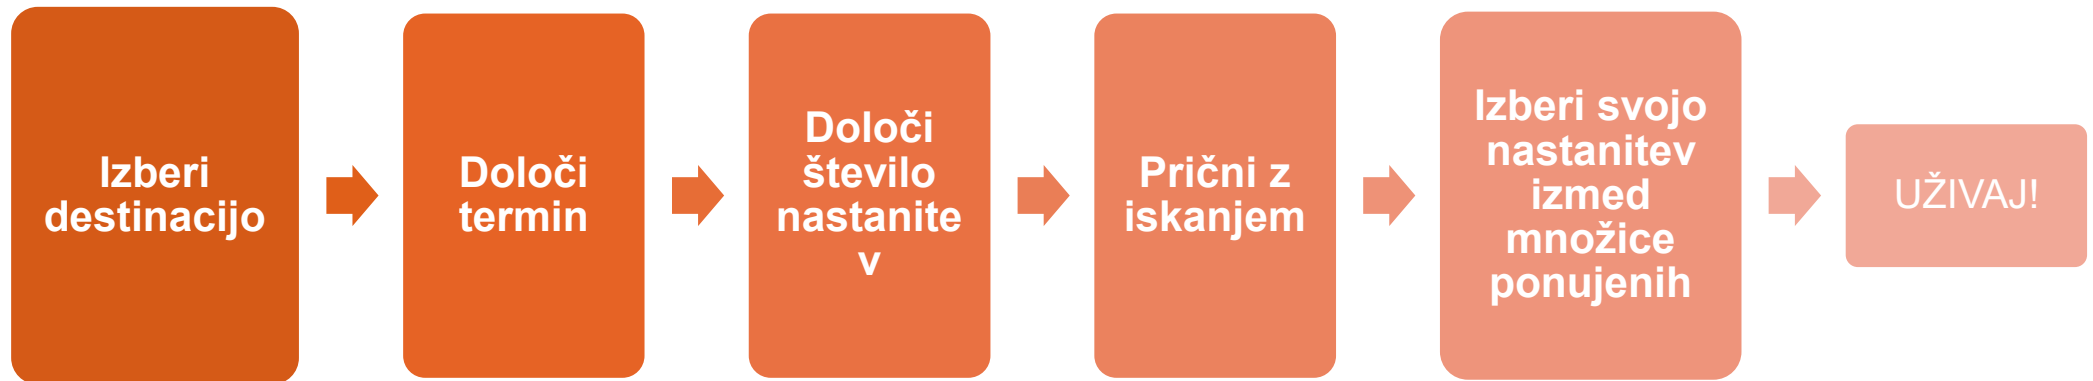 Izberi
destinacijo
Določi
termin
Določi
število
nastanite
v
Prični z
iskanjem
Izberi svojo
nastanitev
izmed
množice
ponujenih
UŽIVAJ!